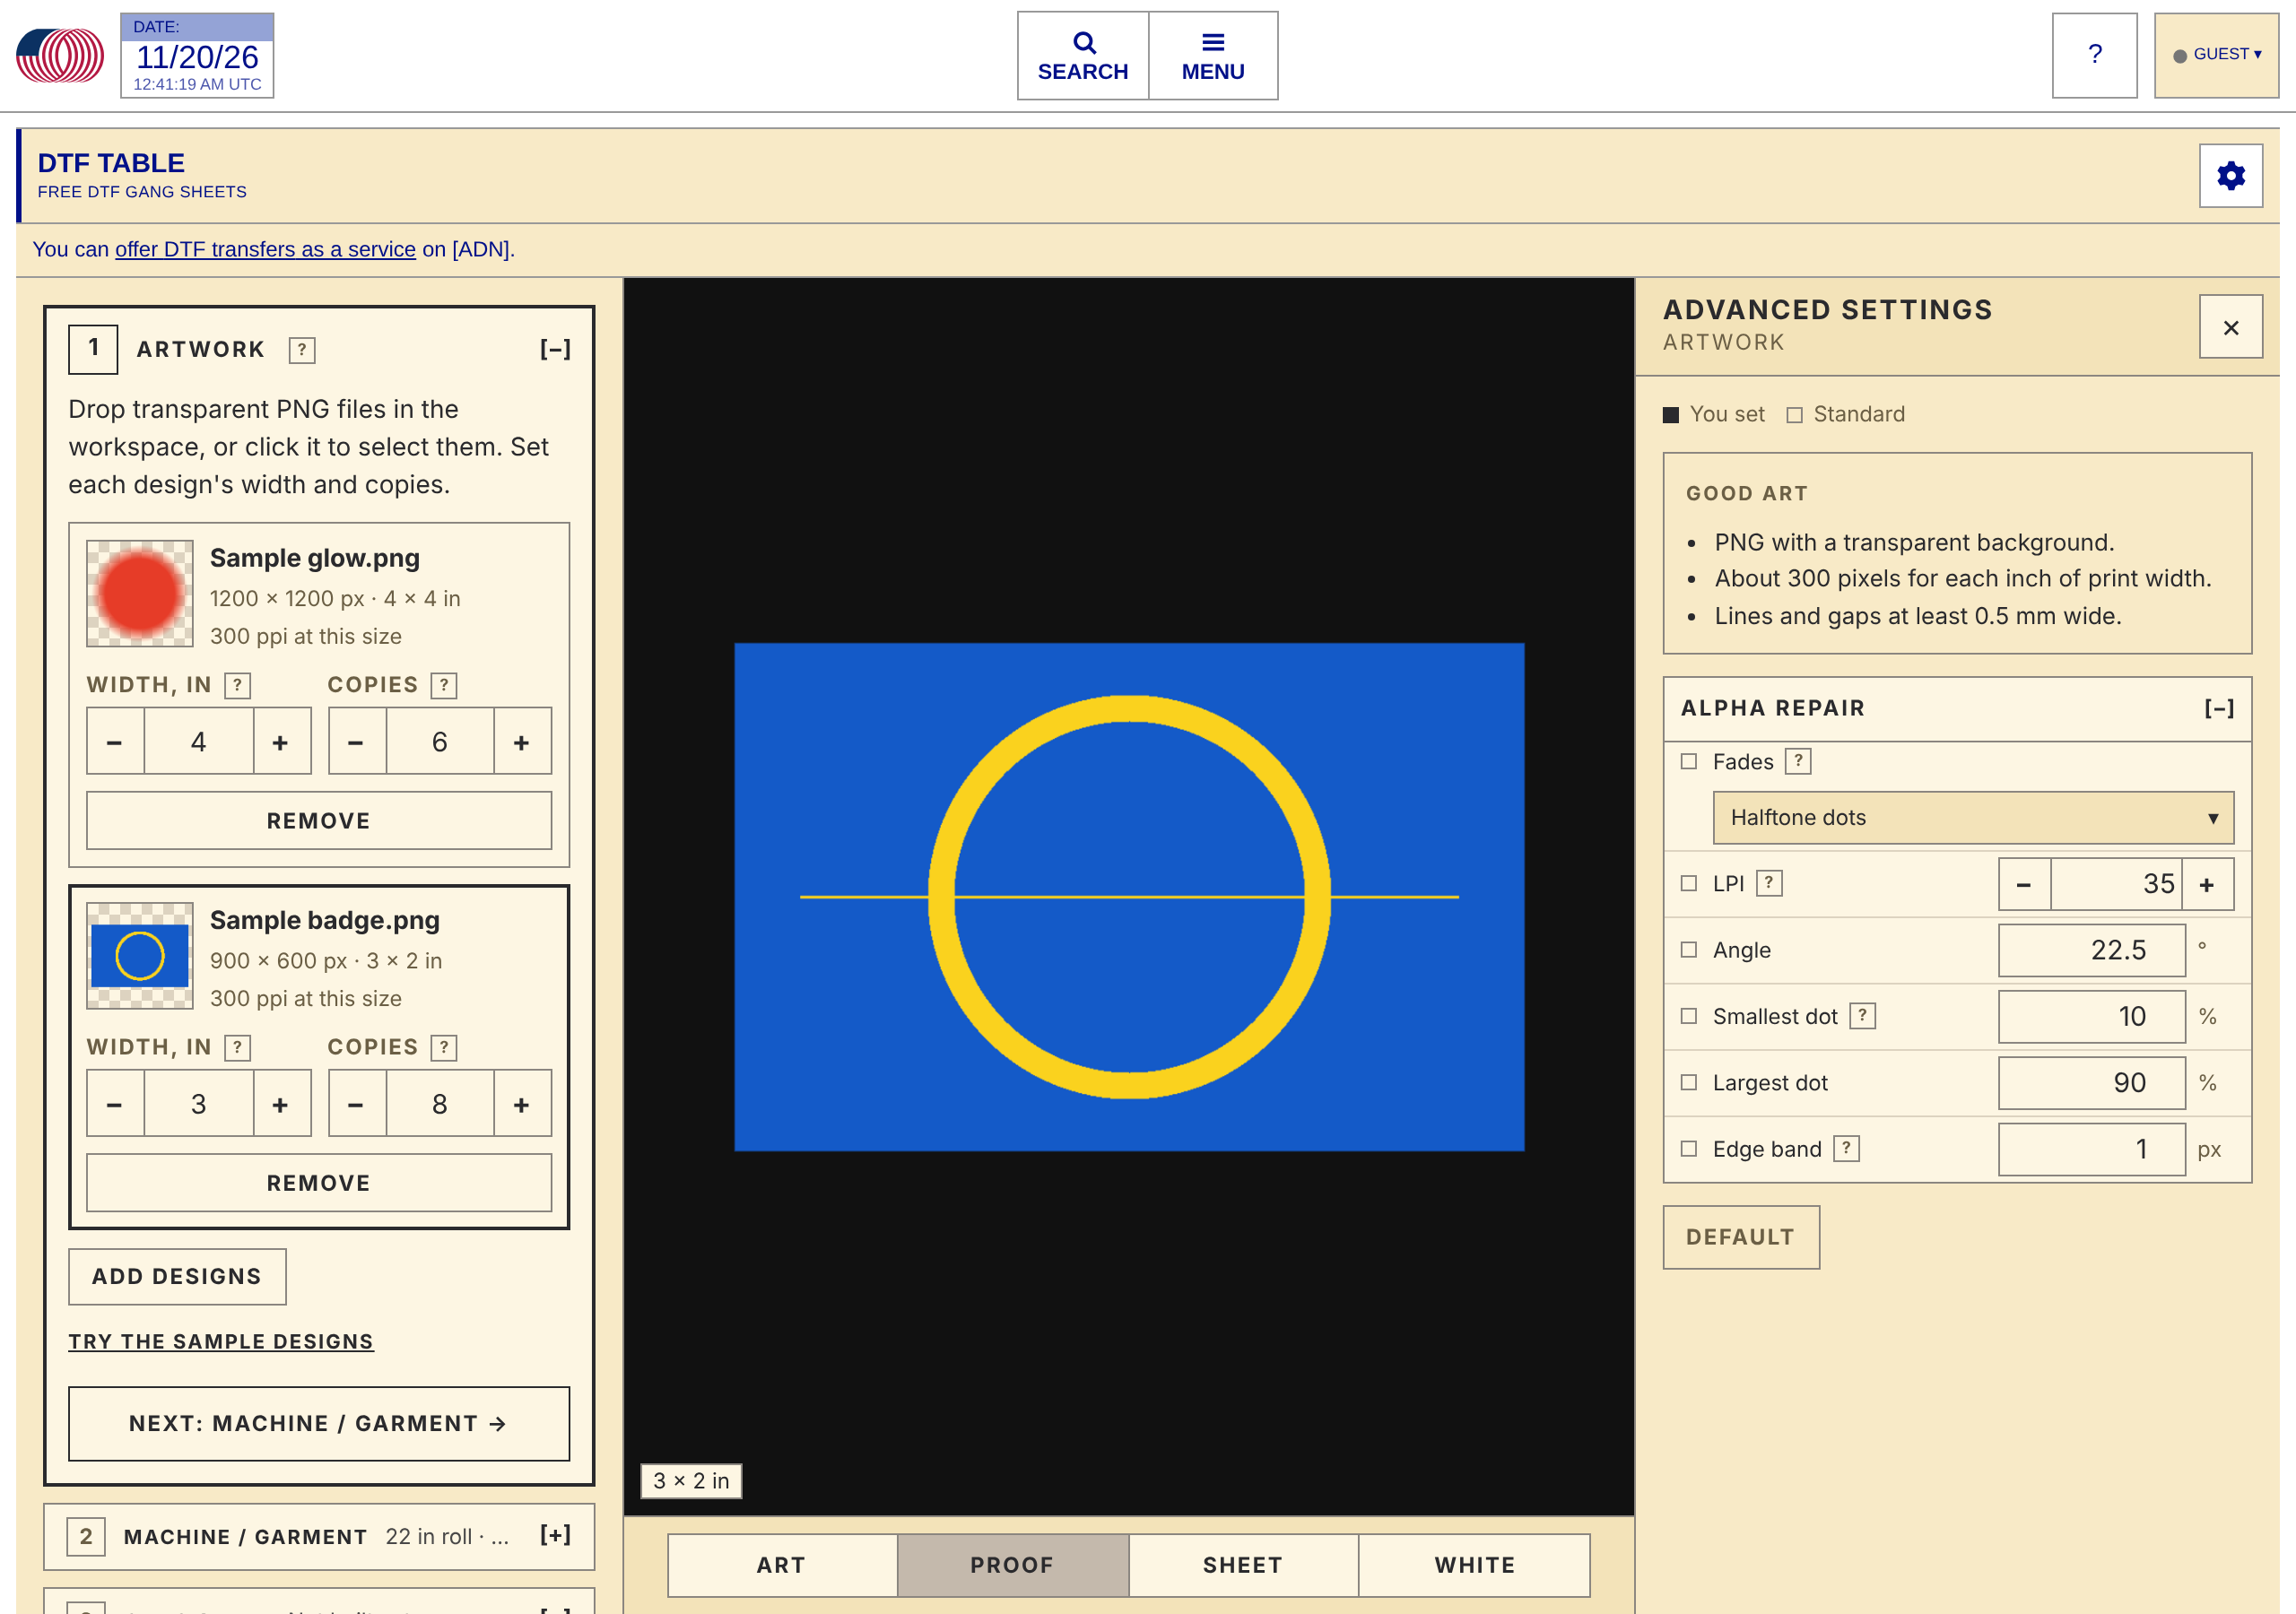 DATE:
11/20/26
12:41:19 AM UTC
SEARCH
MENU
?
GUEST ▾
DTF TABLE
FREE DTF GANG SHEETS
You can offer DTF transfers as a service on [ADN].
1 ARTWORK ? [–]
Drop transparent PNG files in the
workspace, or click it to select them. Set
each design's width and copies.
Sample glow.png
1200 × 1200 px · 4 × 4 in
300 ppi at this size
WIDTH, IN ? COPIES ?
– 4 + – 6 +
REMOVE
Sample badge.png
900 × 600 px · 3 × 2 in
300 ppi at this size
WIDTH, IN ? COPIES ?
– 3 + – 8 +
REMOVE
ADD DESIGNS
TRY THE SAMPLE DESIGNS
NEXT: MACHINE / GARMENT →
2 MACHINE / GARMENT 22 in roll · ... [+]
3 × 2 in
ART PROOF SHEET WHITE
ADVANCED SETTINGS
ARTWORK
×
You set Standard
GOOD ART
• PNG with a transparent background.
• About 300 pixels for each inch of print width.
• Lines and gaps at least 0.5 mm wide.
ALPHA REPAIR [–]
Fades ?
Halftone dots ▾
LPI ? – 35 +
Angle 22.5 °
Smallest dot ? 10 %
Largest dot 90 %
Edge band ? 1 px
DEFAULT